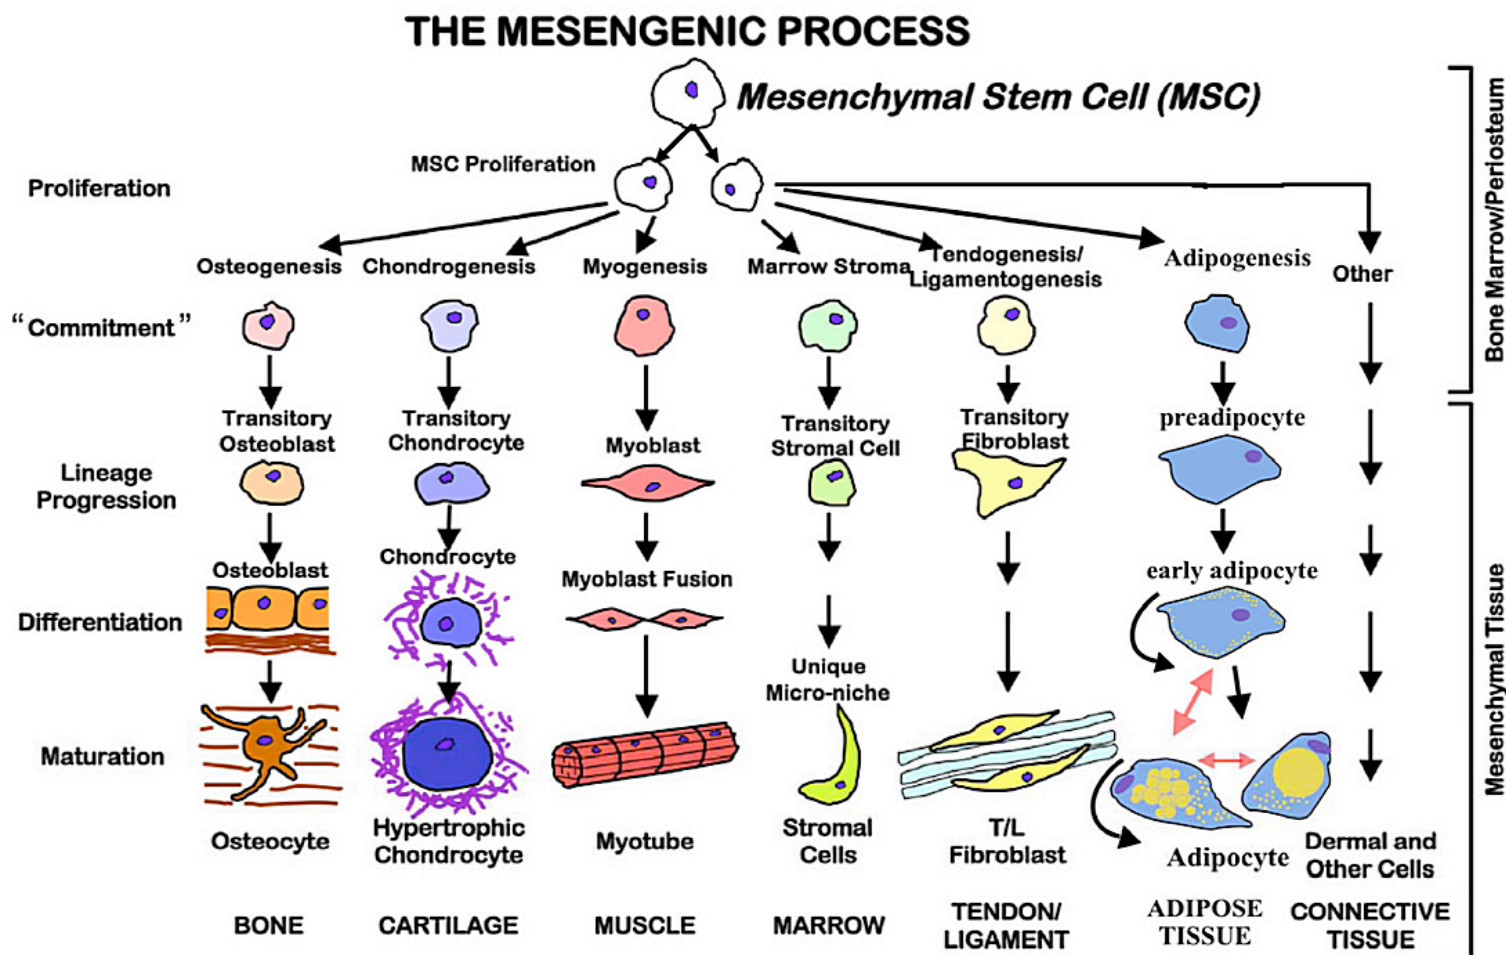 THE MESENGENIC PROCESS
Mesenchymal Stem Cell (MSC)
MSC Proliferation
Proliferation
Osteogenesis
Chondrogenesis
Myogenesis
Marrow Stroma
Tendogenesis/
Ligamentogenesis
Adipogenesis
Other
“Commitment”
Bone Marrow/Periosteum
Transitory
Osteoblast
Transitory
Chondrocyte
Myoblast
Transitory
Stromal Cell
Transitory
Fibroblast
preadipocyte
Lineage
Progression
Osteoblast
Chondrocyte
Myoblast Fusion
early adipocyte
Differentiation
Unique
Micro-niche
Mesenchymal Tissue
Maturation
Osteocyte
Hypertrophic
Chondrocyte
Myotube
Stromal
Cells
T/L
Fibroblast
Adipocyte
Dermal and
Other Cells
BONE
CARTILAGE
MUSCLE
MARROW
TENDON/
LIGAMENT
ADIPOSE
TISSUE
CONNECTIVE
TISSUE